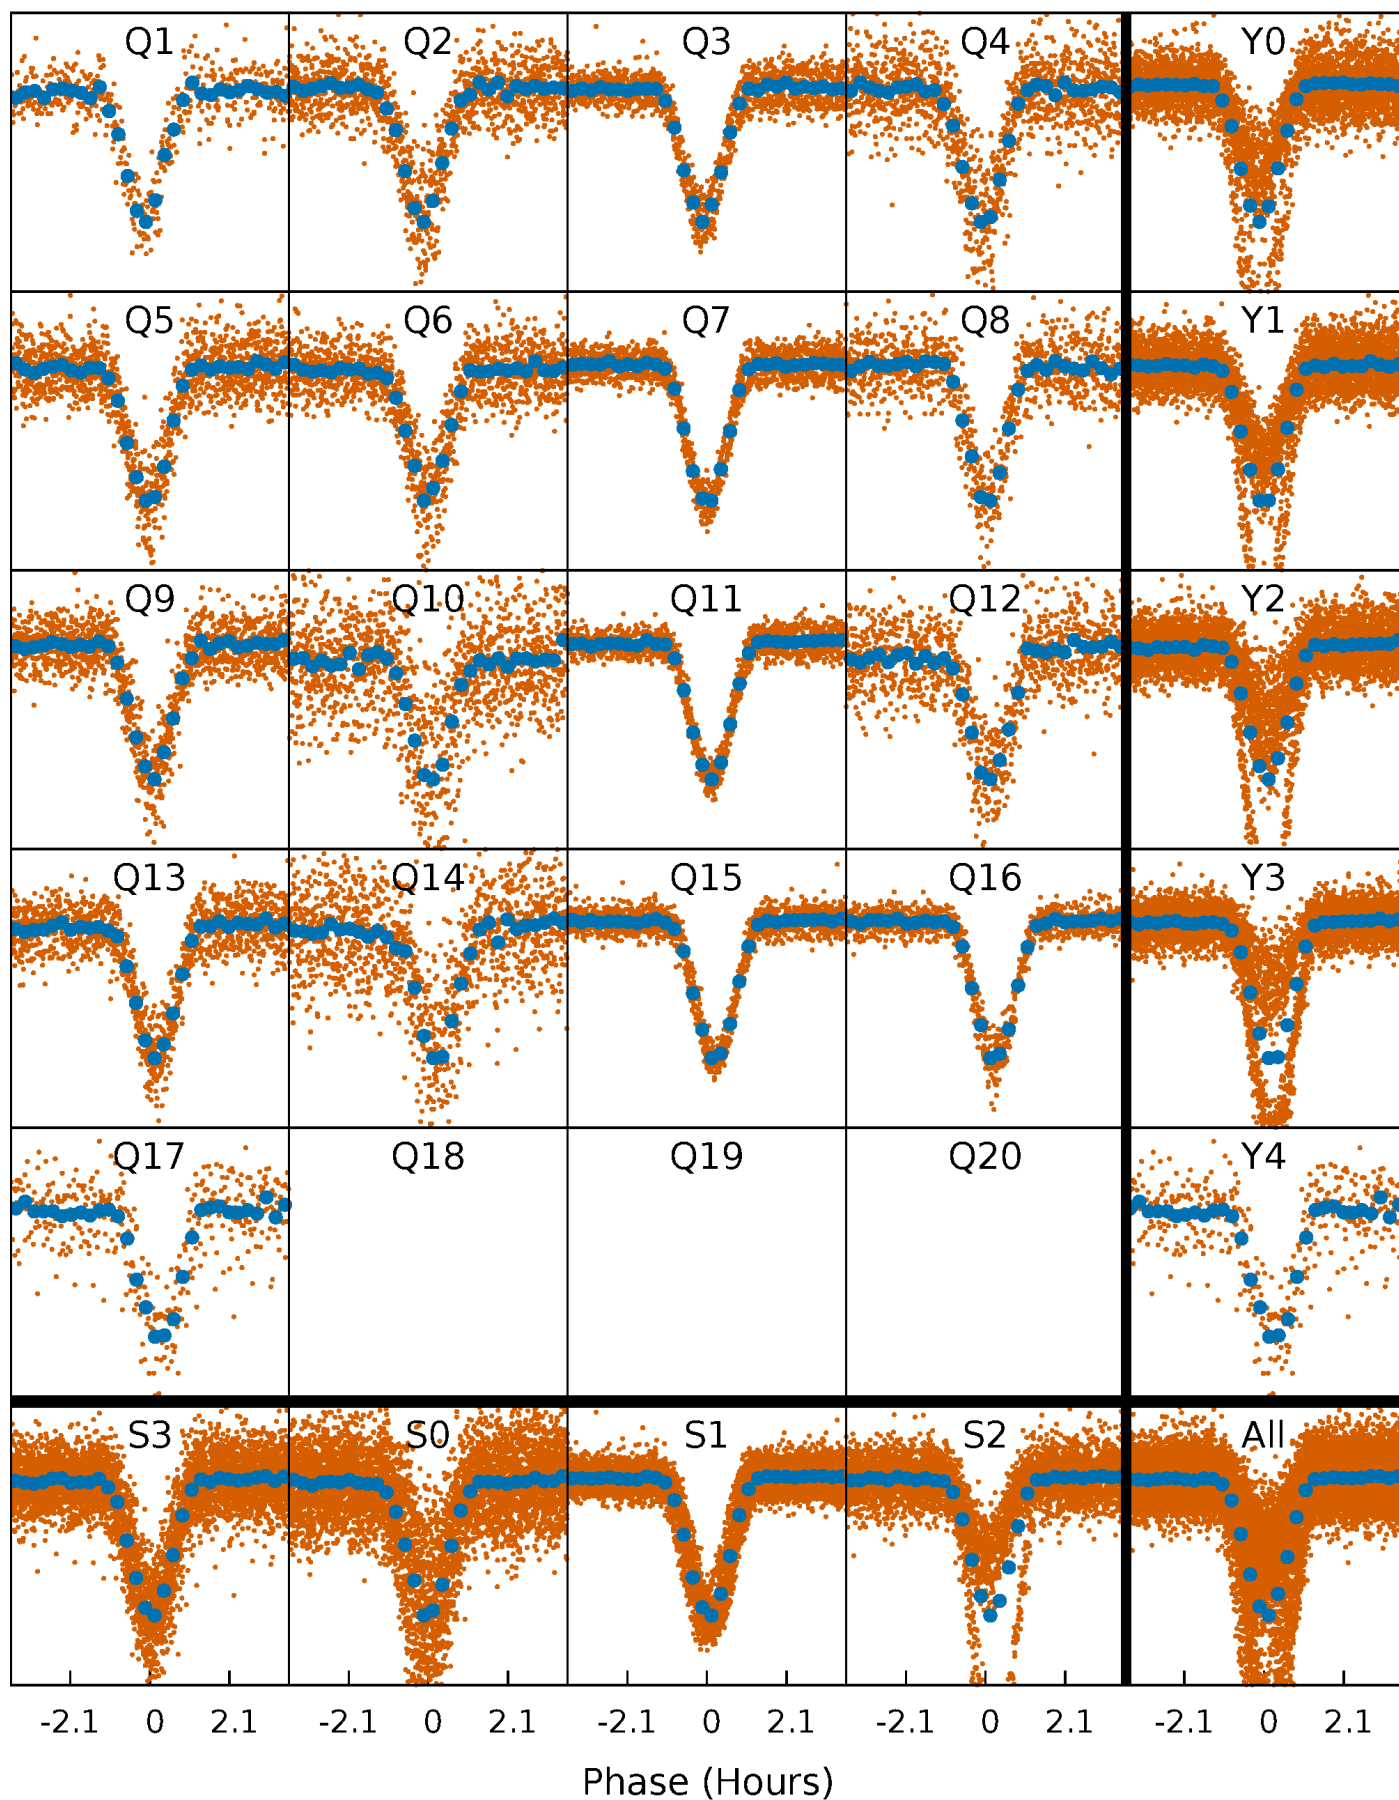 Q1 Q2 Q3 Q4 Y0
Q5 Q6 Q7 Q8 Y1
Q9 Q10 Q11 Q12 Y2
Q13 Q14 Q15 Q16 Y3
Q17 Q18 Q19 Q20 Y4
S3 S0 S1 S2 All
-2.1 0 2.1 -2.1 0 2.1 -2.1 0 2.1 -2.1 0 2.1 -2.1 0 2.1
Phase (Hours)